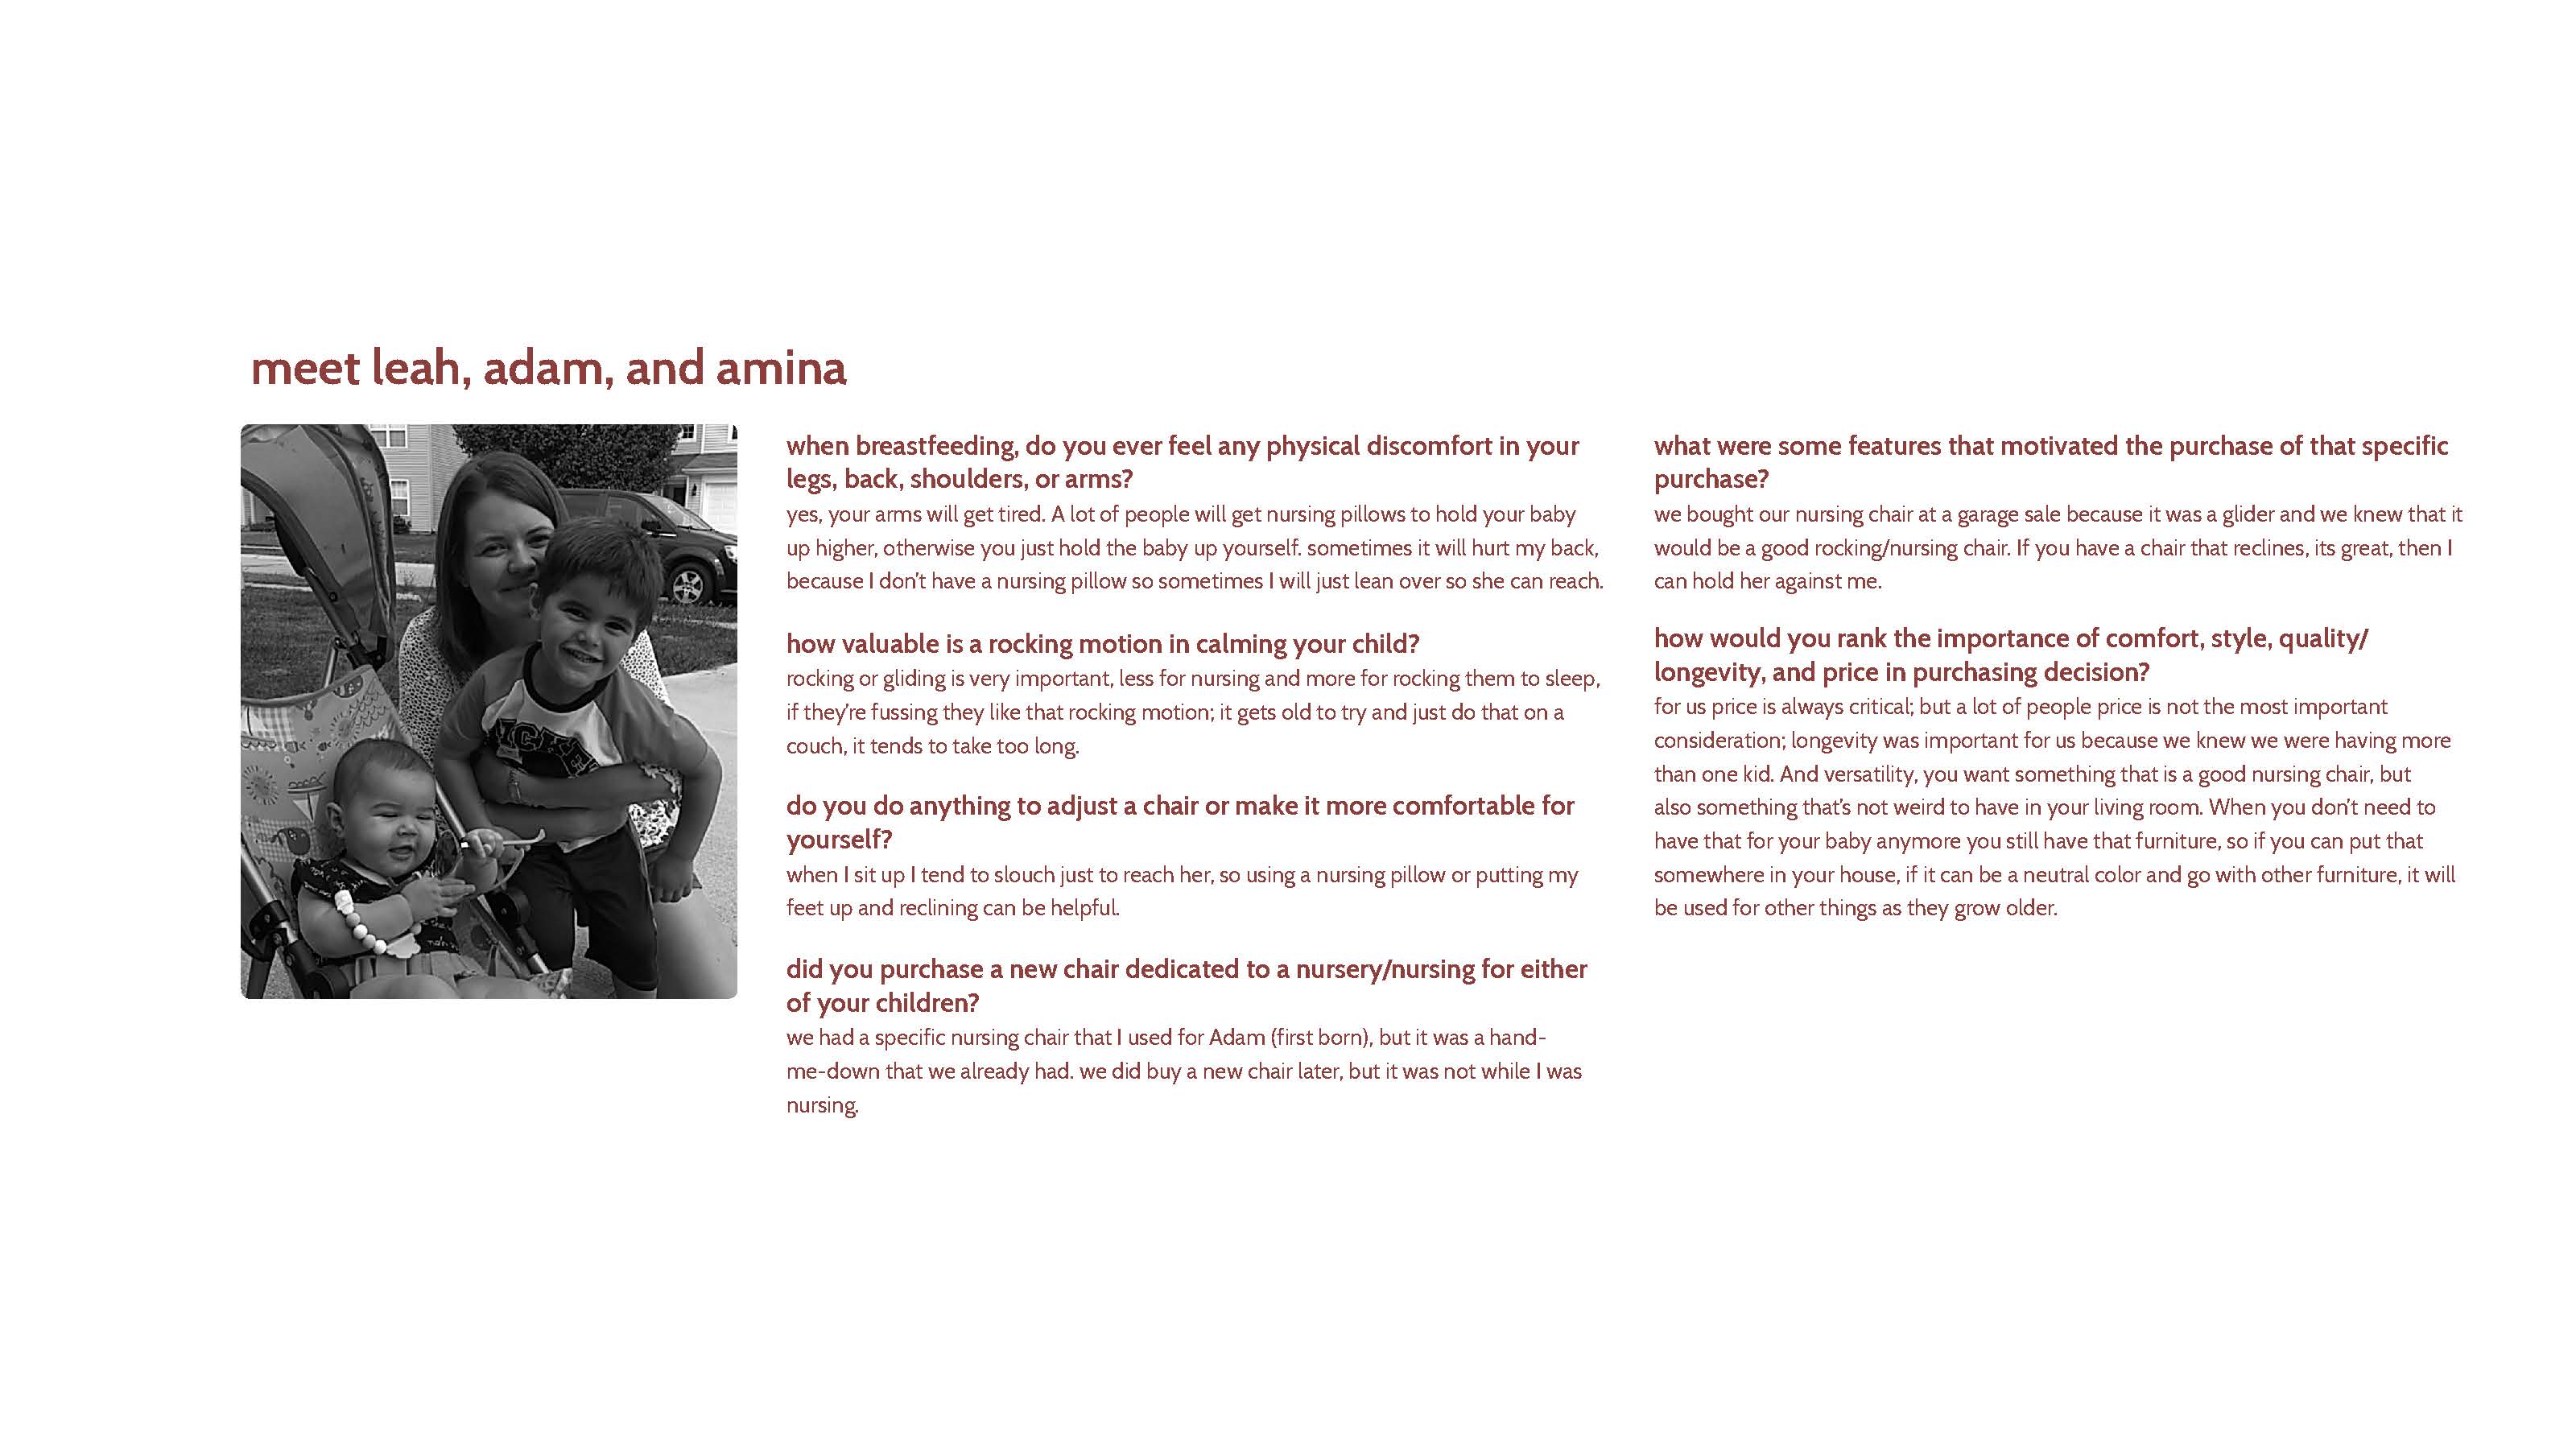 meet leah, adam, and amina
when breastfeeding, do you ever feel any physical discomfort in your
legs, back, shoulders, or arms?
yes, your arms will get tired. A lot of people will get nursing pillows to hold your baby
up higher, otherwise you just hold the baby up yourself. sometimes it will hurt my back,
because I don't have a nursing pillow so sometimes I will just lean over so she can reach.
how valuable is a rocking motion in calming your child?
rocking or gliding is very important, less for nursing and more for rocking them to sleep,
if they're fussing they like that rocking motion; it gets old to try and just do that on a
couch, it tends to take too long.
do you do anything to adjust a chair or make it more comfortable for
yourself?
when I sit up I tend to slouch just to reach her, so using a nursing pillow or putting my
feet up and reclining can be helpful.
did you purchase a new chair dedicated to a nursery/nursing for either
of your children?
we had a specific nursing chair that I used for Adam (first born), but it was a hand-
me-down that we already had. we did buy a new chair later, but it was not while I was
nursing.
what were some features that motivated the purchase of that specific
purchase?
we bought our nursing chair at a garage sale because it was a glider and we knew that it
would be a good rocking/nursing chair. If you have a chair that reclines, its great, then I
can hold her against me.
how would you rank the importance of comfort, style, quality/
longevity, and price in purchasing decision?
for us price is always critical; but a lot of people price is not the most important
consideration; longevity was important for us because we knew we were having more
than one kid. And versatility, you want something that is a good nursing chair, but
also something that's not weird to have in your living room. When you don't need to
have that for your baby anymore you still have that furniture, so if you can put that
somewhere in your house, if it can be a neutral color and go with other furniture, it will
be used for other things as they grow older.